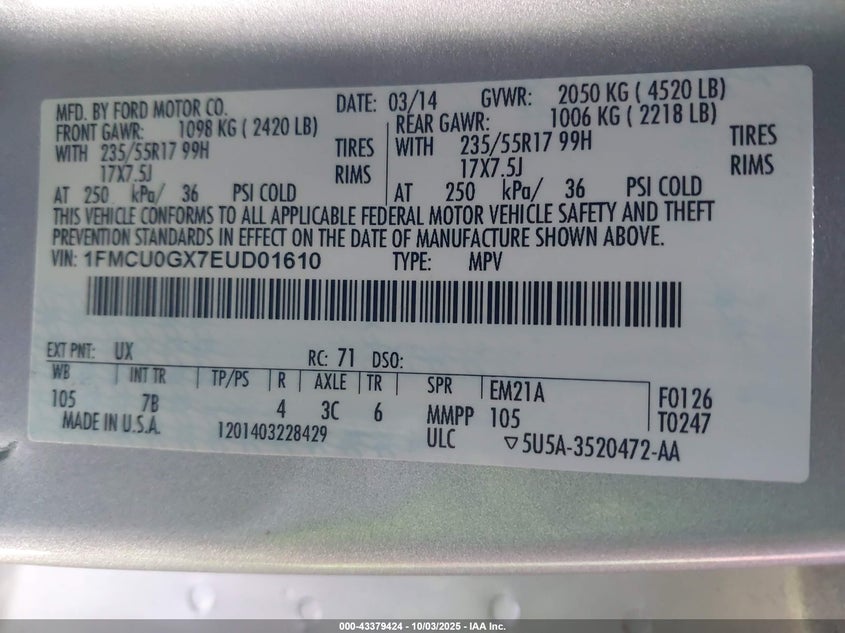 MFD. BY FORD MOTOR CO. DATE: 03/14 GVWR: 2050 KG ( 4520 LB)
FRONT GAWR: 1098 KG ( 2420 LB) REAR GAWR: 1006 KG ( 2218 LB)
WITH 235/55R17 99H TIRES WITH 235/55R17 99H TIRES
17X7.5J RIMS 17X7.5J RIMS
AT 250 kPa/ 36 PSI COLD AT 250 kPa/ 36 PSI COLD
THIS VEHICLE CONFORMS TO ALL APPLICABLE FEDERAL MOTOR VEHICLE SAFETY AND THEFT
PREVENTION STANDARDS IN EFFECT ON THE DATE OF MANUFACTURE SHOWN ABOVE.
VIN: 1FMCU0GX7EUD01610 TYPE: MPV
EXT PNT: UX RC: 71 DSO:
WB INT TR TP/PS R AXLE TR SPR EM21A F0126
105 7B 4 3C 6 MMPP 105 T0247
MADE IN U.S.A. 1201403228429 ULC ▽5U5A-3520472-AA
000-43379424 - 10/03/2025 - IAA Inc.